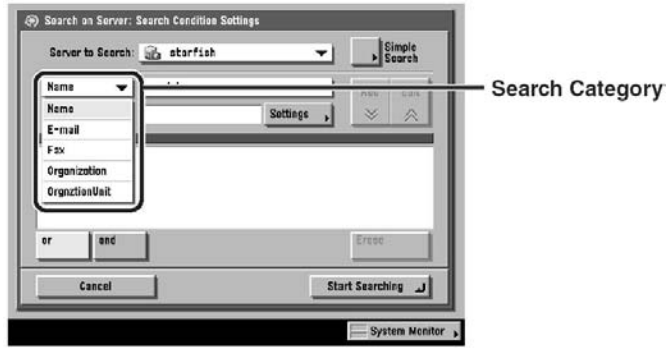 Search on Server: Search Condition Settings
Server to Search: starfish
Simple Search
Name
Search Category
Name
Settings
E-mail
Fax
Organization
OrgnztionUnit
or and Erase
Cancel Start Searching
System Monitor